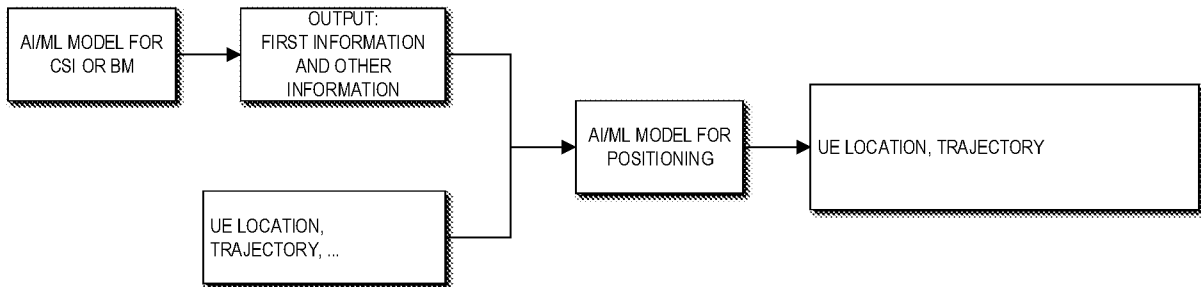 AI/ML MODEL FOR
CSI OR BM
OUTPUT:
FIRST INFORMATION
AND OTHER
INFORMATION
UE LOCATION,
TRAJECTORY, ...
AI/ML MODEL FOR
POSITIONING
UE LOCATION, TRAJECTORY